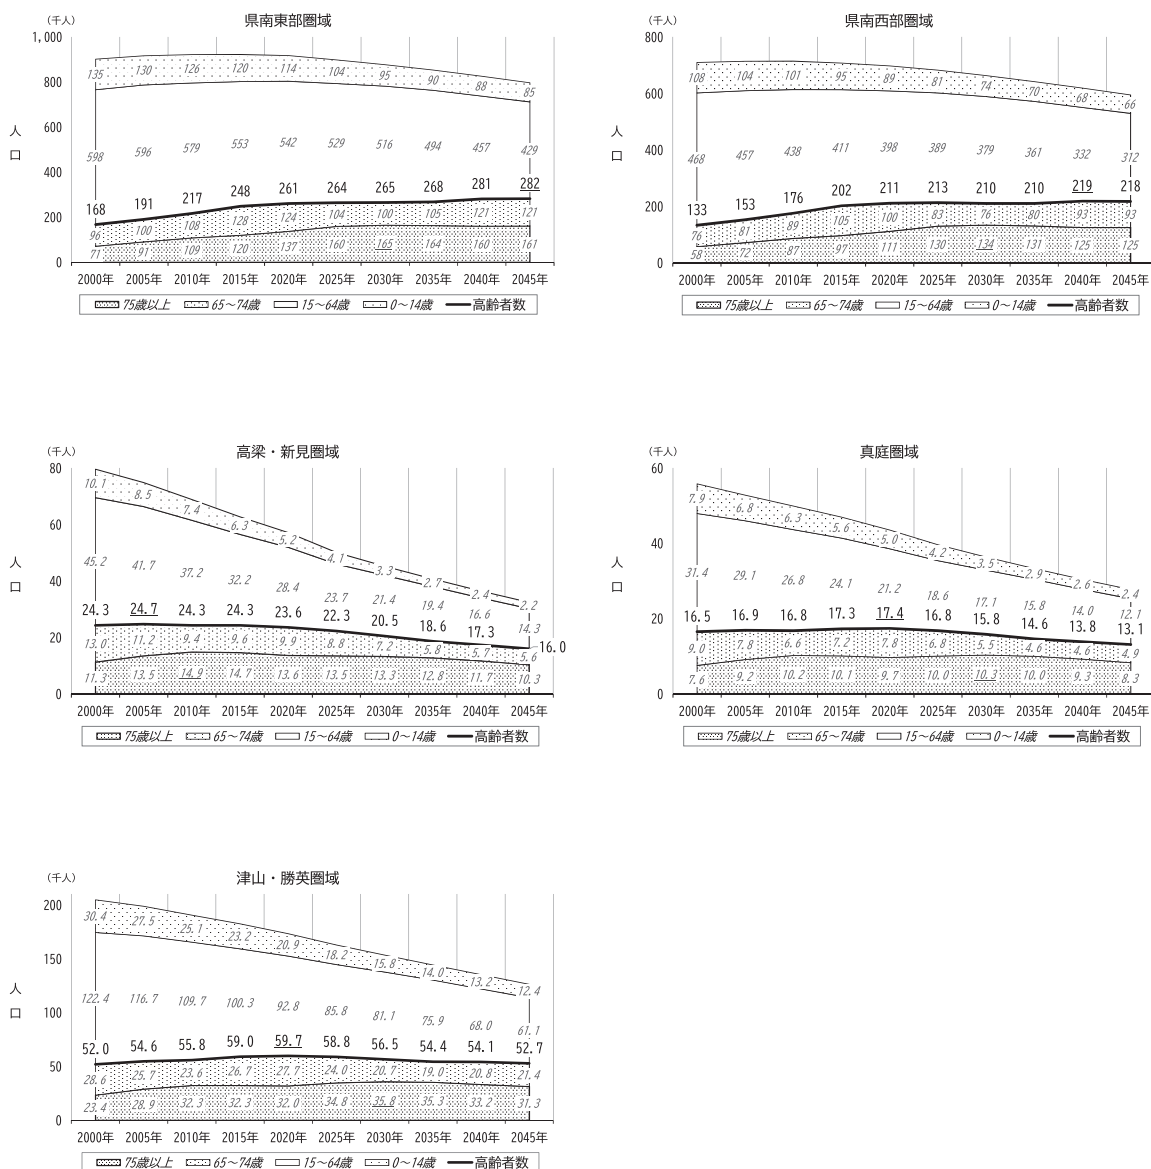 （千人）
県南東部圏域
1,000
800
600
400
200
0
人
口
135 130 126 120 114 104 95 90 88 85
598 596 579 553 542 529 516 494 457 429
168 191 217 248 261 264 265 268 281 282
96 100 108 128 124 104 100 105 121 121
71 91 109 120 137 160 165 164 160 161
2000年 2005年 2010年 2015年 2020年 2025年 2030年 2035年 2040年 2045年
75歳以上 65～74歳 15～64歳 0～14歳 高齢者数
（千人）
県南西部圏域
800
600
400
200
0
人
口
108 104 101 95 89 81 74 70 68 66
468 457 438 411 398 389 379 361 332 312
133 153 176 202 211 213 210 210 219 218
76 81 89 105 100 83 76 80 93 93
58 72 87 97 111 130 134 131 125 125
2000年 2005年 2010年 2015年 2020年 2025年 2030年 2035年 2040年 2045年
75歳以上 65～74歳 15～64歳 0～14歳 高齢者数
（千人）
高梁・新見圏域
80
60
40
20
0
人
口
10.1 8.5 7.4 6.3 5.2 4.1 3.3 2.7 2.4 2.2
45.2 41.7 37.2 32.2 28.4 23.7 21.4 19.4 16.6 14.3
24.3 24.7 24.3 24.3 23.6 22.3 20.5 18.6 17.3 16.0
13.0 11.2 9.4 9.6 9.9 8.8 7.2 5.8 5.7 5.6
11.3 13.5 14.9 14.7 13.6 13.5 13.3 12.8 11.7 10.3
2000年 2005年 2010年 2015年 2020年 2025年 2030年 2035年 2040年 2045年
75歳以上 65～74歳 15～64歳 0～14歳 高齢者数
（千人）
真庭圏域
60
40
20
0
人
口
7.9 6.8 6.3 5.6 5.0 4.2 3.5 2.9 2.6 2.4
31.4 29.1 26.8 24.1 21.2 18.6 17.1 15.8 14.0 12.1
16.5 16.9 16.8 17.3 17.4 16.8 15.8 14.6 13.8 13.1
9.0 7.8 6.6 7.2 7.8 6.8 5.5 4.6 4.6 4.9
7.6 9.2 10.2 10.1 9.7 10.0 10.3 10.0 9.3 8.3
2000年 2005年 2010年 2015年 2020年 2025年 2030年 2035年 2040年 2045年
75歳以上 65～74歳 15～64歳 0～14歳 高齢者数
（千人）
津山・勝英圏域
200
150
100
50
0
人
口
30.4 27.5 25.1 23.2 20.9 18.2 15.8 14.0 13.2 12.4
122.4 116.7 109.7 100.3 92.8 85.8 81.1 75.9 68.0 61.1
52.0 54.6 55.8 59.0 59.7 58.8 56.5 54.4 54.1 52.7
28.6 25.7 23.6 26.7 27.7 24.0 20.7 19.0 20.8 21.4
23.4 28.9 32.3 32.3 32.0 34.8 35.8 35.3 33.2 31.3
2000年 2005年 2010年 2015年 2020年 2025年 2030年 2035年 2040年 2045年
75歳以上 65～74歳 15～64歳 0～14歳 高齢者数